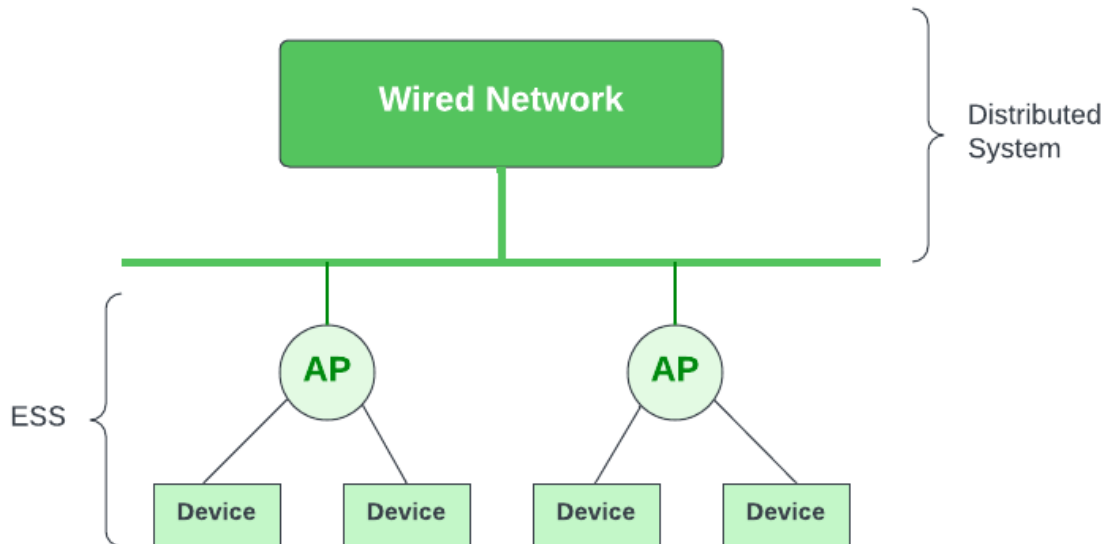 Wired Network
Distributed
System
AP
AP
ESS
Device
Device
Device
Device